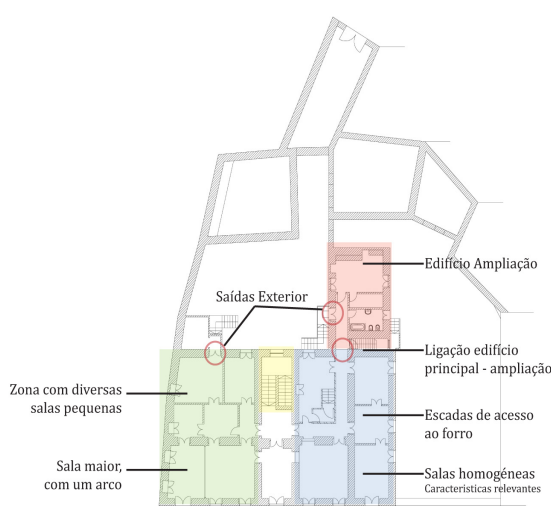 Edifício Ampliação
Saídas Exterior
Ligação edifício
principal - ampliação
Zona com diversas
salas pequenas
Escadas de acesso
ao forro
Sala maior,
com um arco
Salas homogéneas
Caracteristicas relevantes